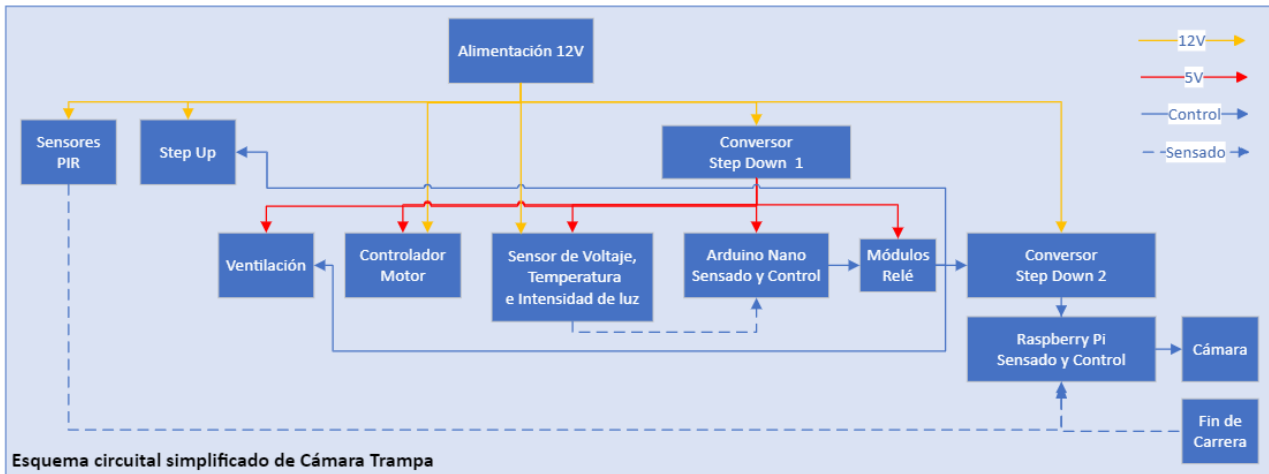 Alimentación 12V
12V
5V
Control
Sensado
Sensores
PIR
Step Up
Conversor
Step Down 1
Ventilación
Controlador
Motor
Sensor de Voltaje,
Temperatura
e Intensidad de luz
Arduino Nano
Sensado y Control
Módulos
Relé
Conversor
Step Down 2
Raspberry Pi
Sensado y Control
Cámara
Fin de
Carrera
Esquema circuital simplificado de Cámara Trampa